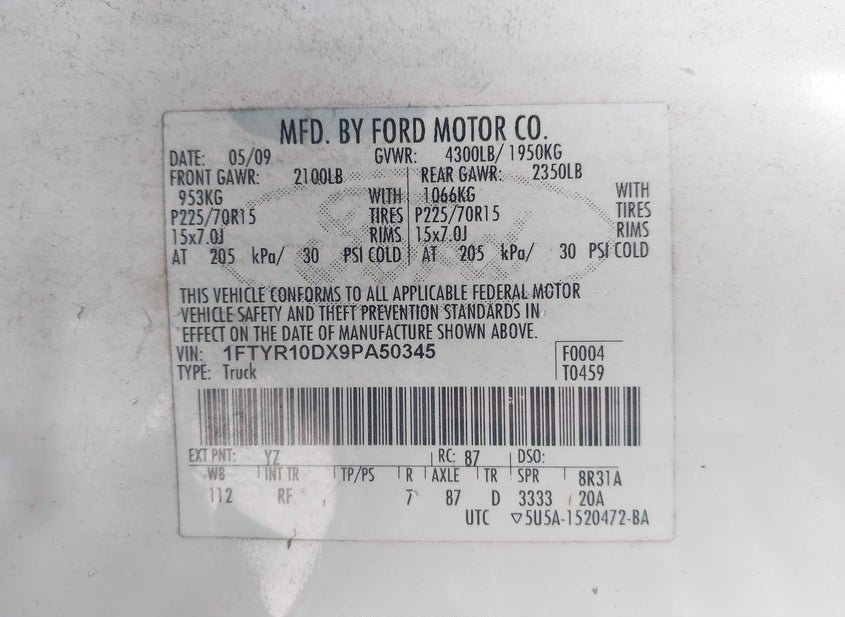 MFD. BY FORD MOTOR CO.
DATE: 05/09 GVWR: 4300LB/ 1950KG
FRONT GAWR: 2100LB REAR GAWR: 2350LB
953KG WITH 1066KG WITH
P225/70R15 TIRES P225/70R15 TIRES
15x7.0J RIMS 15x7.0J RIMS
AT 205 kPa/ 30 PSI COLD AT 205 kPa/ 30 PSI COLD
THIS VEHICLE CONFORMS TO ALL APPLICABLE FEDERAL MOTOR
VEHICLE SAFETY AND THEFT PREVENTION STANDARDS IN
EFFECT ON THE DATE OF MANUFACTURE SHOWN ABOVE.
VIN: 1FTYR10DX9PA50345 F0004
TYPE: Truck T0459
EXT PNT: YZ RC: 87 DSO:
WB INT TR TP/PS R AXLE TR SPR 8R31A
112 RF 7 87 D 3333 20A
UTC ▽5U5A-1520472-BA